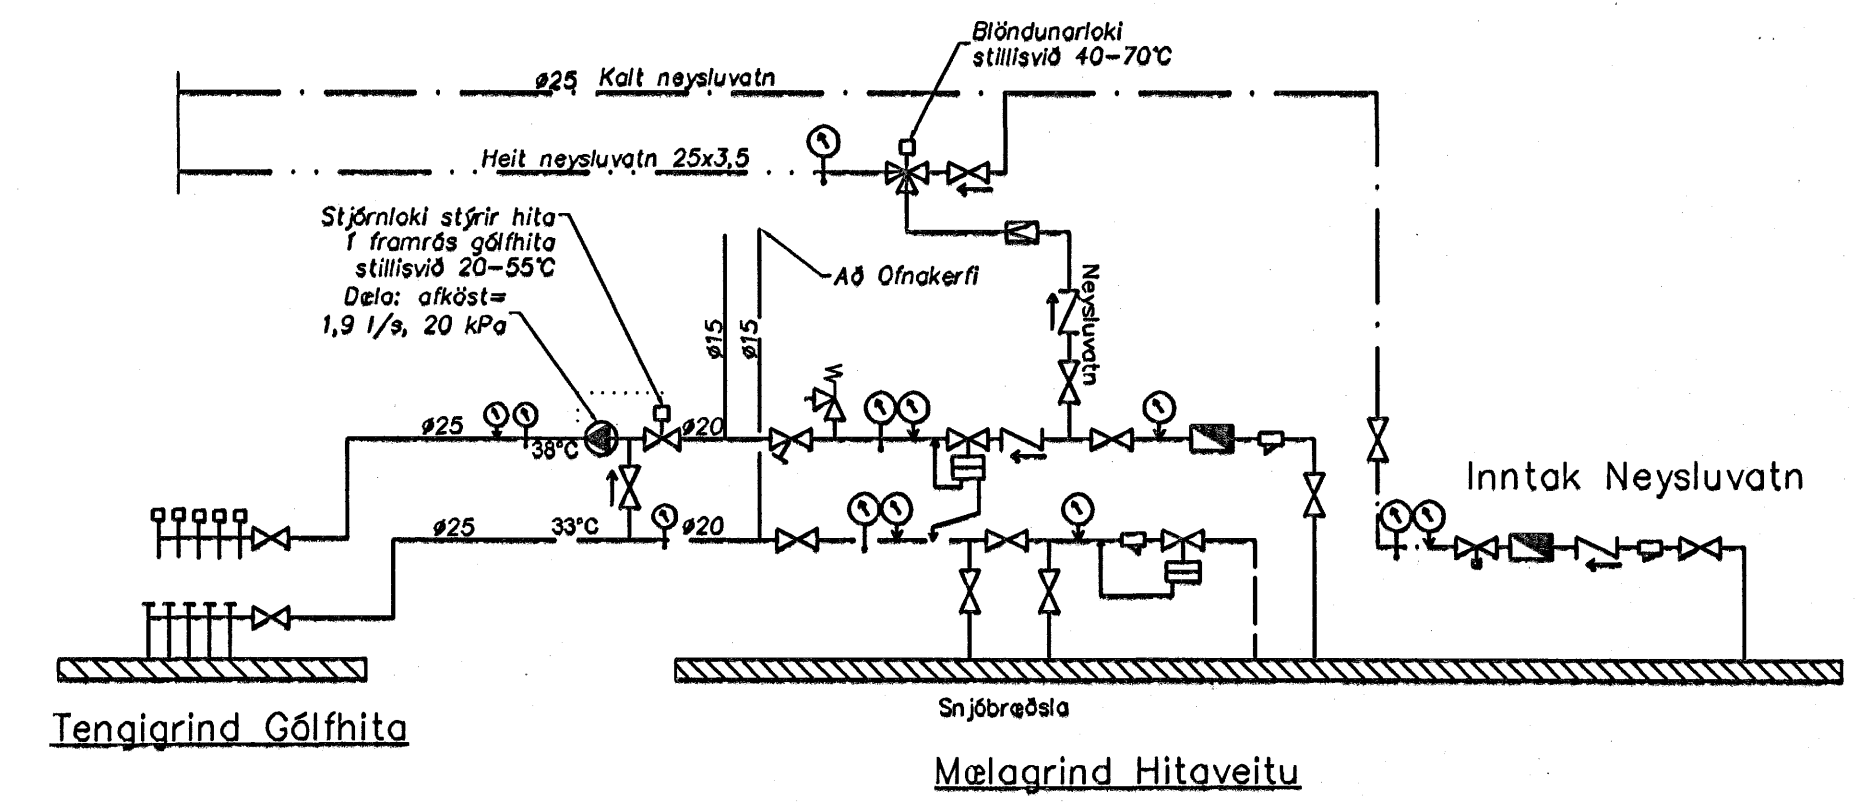 Blöndunarloki
stillisvið 40-70°C
ø25 Kalt neysluvatn
Heit neysluvatn 25x3,5
Stjórnloki stýrir hita
í framrás gólfhita
stillisvið 20-55°C
Dæla: afköst=
1,9 l/s, 20 kPa
Að Ofnakerfi
Neysluvatn
ø15
ø15
ø25
38°C
ø20
ø25
33°C
ø20
Inntak Neysluvatn
Snjóbræðsla
Tengigrind Gólfhita
Mælagrind Hitaveitu